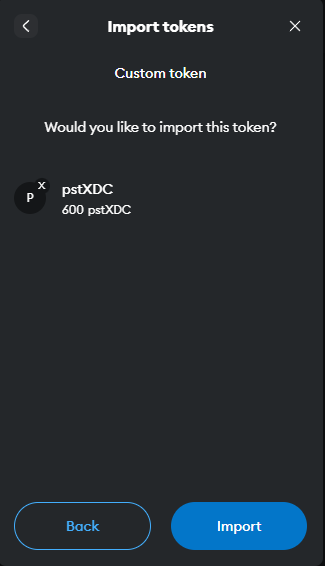 Import tokens
Custom token
Would you like to import this token?
X
P
pstXDC
600 pstXDC
Back
Import